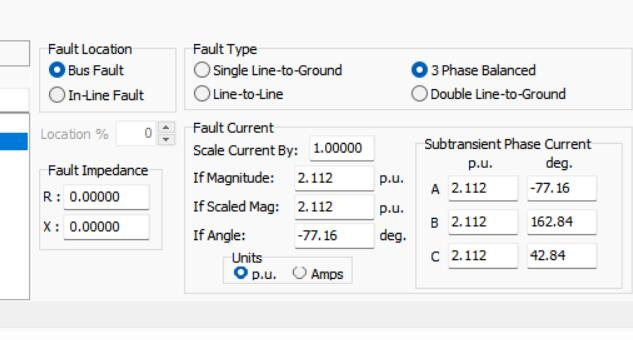 Fault Location
Bus Fault
In-Line Fault
Location % 0
Fault Impedance
R : 0.00000
X : 0.00000
Fault Type
Single Line-to-Ground
3 Phase Balanced
Line-to-Line
Double Line-to-Ground
Fault Current
Scale Current By: 1.00000
If Magnitude: 2.112 p.u.
If Scaled Mag: 2.112 p.u.
If Angle: -77.16 deg.
Units
p.u. Amps
Subtransient Phase Current
p.u. deg.
A 2.112 -77.16
B 2.112 162.84
C 2.112 42.84